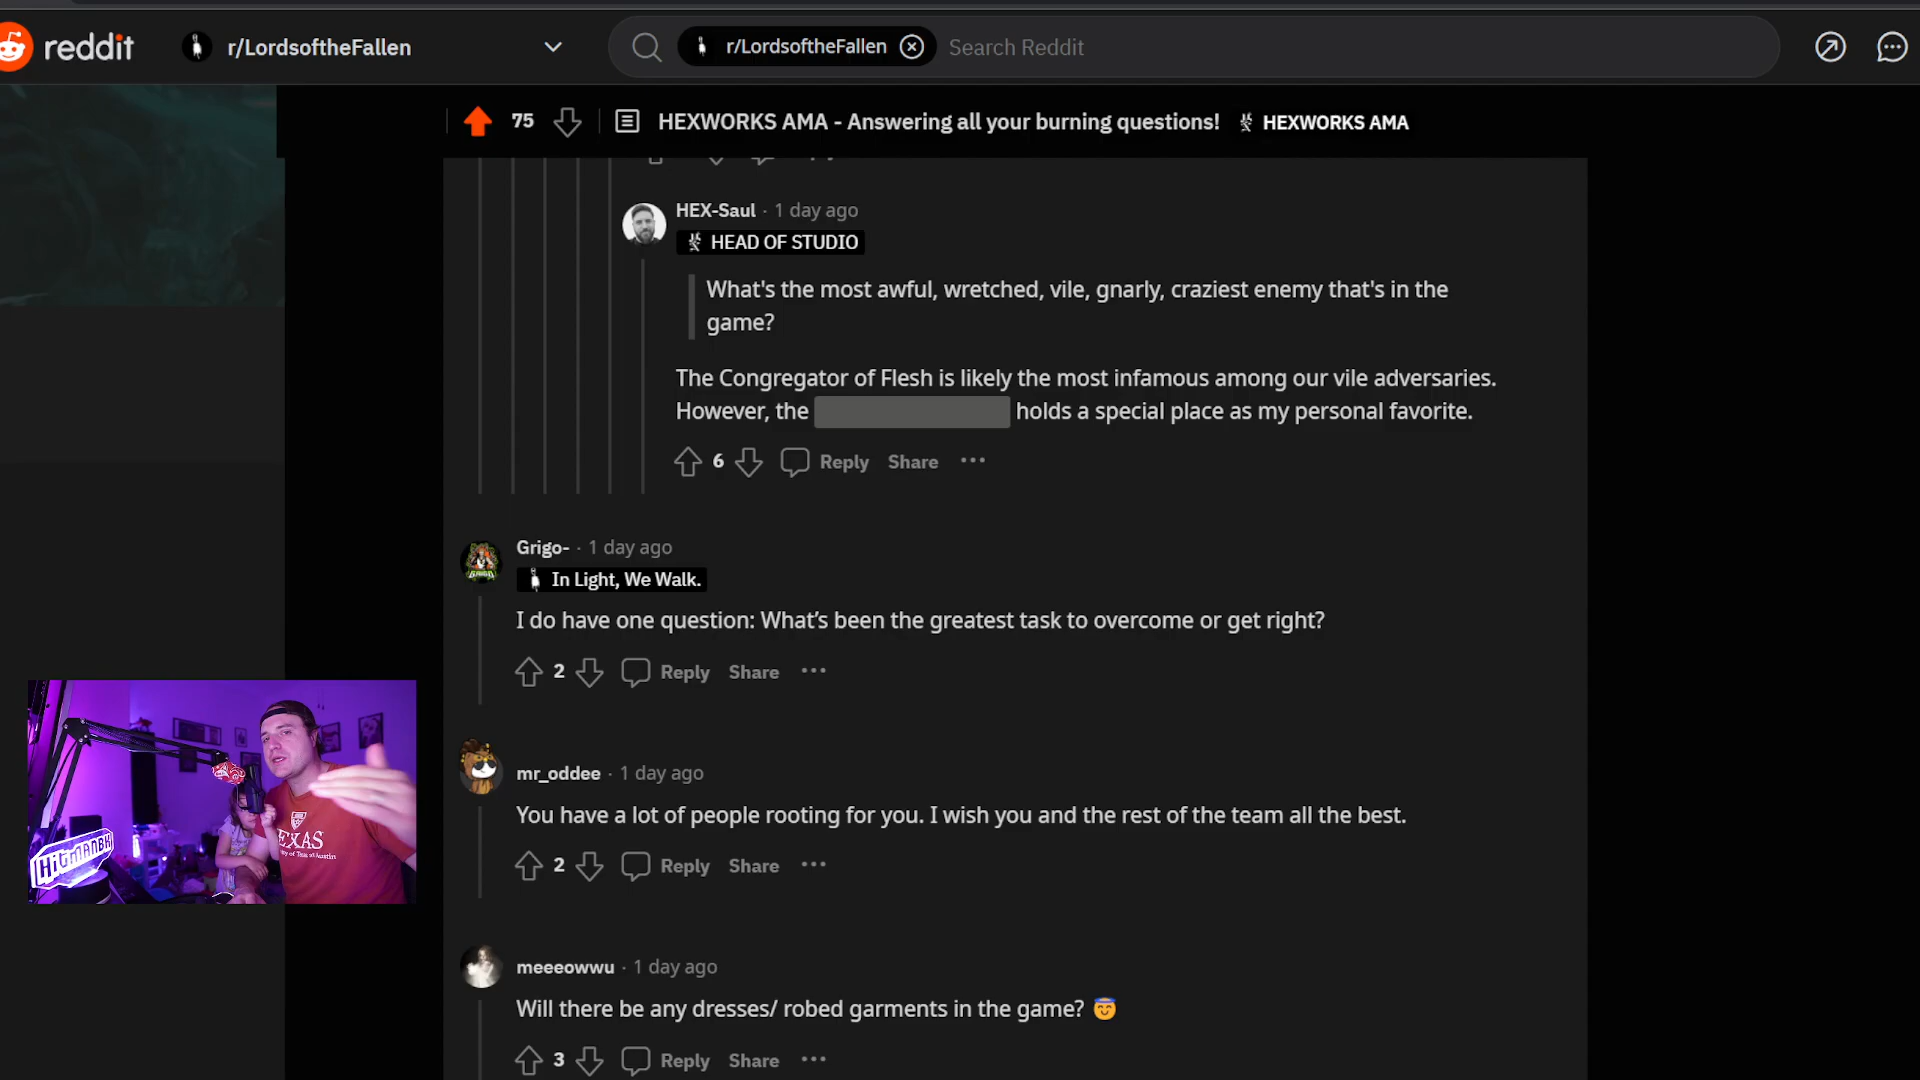 reddit
r/LordsoftheFallen
r/LordsoftheFallen
Search Reddit
75
HEXWORKS AMA - Answering all your burning questions!
HEXWORKS AMA
HEX-Saul · 1 day ago
HEAD OF STUDIO
What's the most awful, wretched, vile, gnarly, craziest enemy that's in the
game?
The Congregator of Flesh is likely the most infamous among our vile adversaries.
However, the holds a special place as my personal favorite.
6 Reply Share ···
Grigo- · 1 day ago
In Light, We Walk.
I do have one question: What’s been the greatest task to overcome or get right?
2 Reply Share ···
mr_oddee · 1 day ago
You have a lot of people rooting for you. I wish you and the rest of the team all the best.
2 Reply Share ···
meeeowwu · 1 day ago
Will there be any dresses/ robed garments in the game? 😇
3 Reply Share ···
HitmanBH
TEXAS